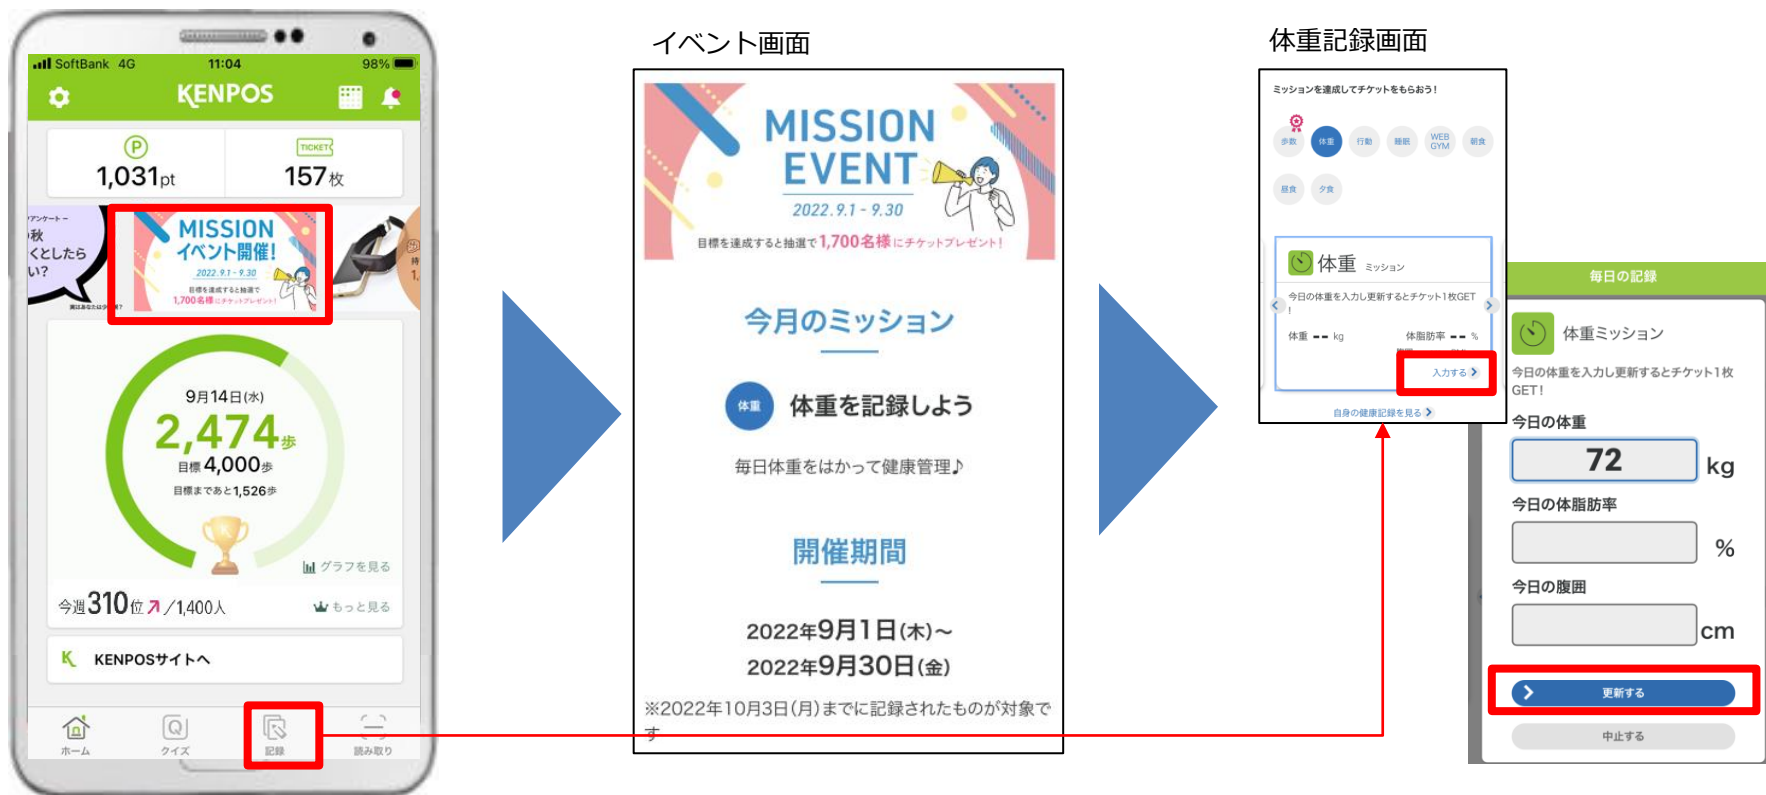 SoftBank 4G 11:04 98%
KENPOS
P TICKET
1,031pt 157枚
アンケート－
秋
くとしたら
い?
MISSION
イベント開催!
2022.9.1 - 9.30
目標を達成すると抽選で
1,700名様にチケットプレゼント!
9月14日(水)
2,474歩
目標 4,000歩
目標まであと1,526歩
グラフを見る
今週310位 /1,400人
もっと見る
K KENPOSサイトへ
ホーム クイズ 記録 読み取り
イベント画面
MISSION
EVENT
2022.9.1 - 9.30
目標を達成すると抽選で1,700名様にチケットプレゼント!
今月のミッション
体重 体重を記録しよう
毎日体重をはかって健康管理♪
開催期間
2022年9月1日(木)～
2022年9月30日(金)
※2022年10月3日(月)までに記録されたものが対象で
す
体重記録画面
ミッションを達成してチケットをもらおう!
歩数 体重 行動 睡眠 WEB GYM 朝食
昼食 夕食
体重 ミッション
今日の体重を入力し更新するとチケット1枚GET
!
体重 -- kg 体脂肪率 -- %
入力する
自身の健康記録を見る
毎日の記録
体重ミッション
今日の体重を入力し更新するとチケット1枚
GET!
今日の体重
72 kg
今日の体脂肪率
%
今日の腹囲
cm
更新する
中止する